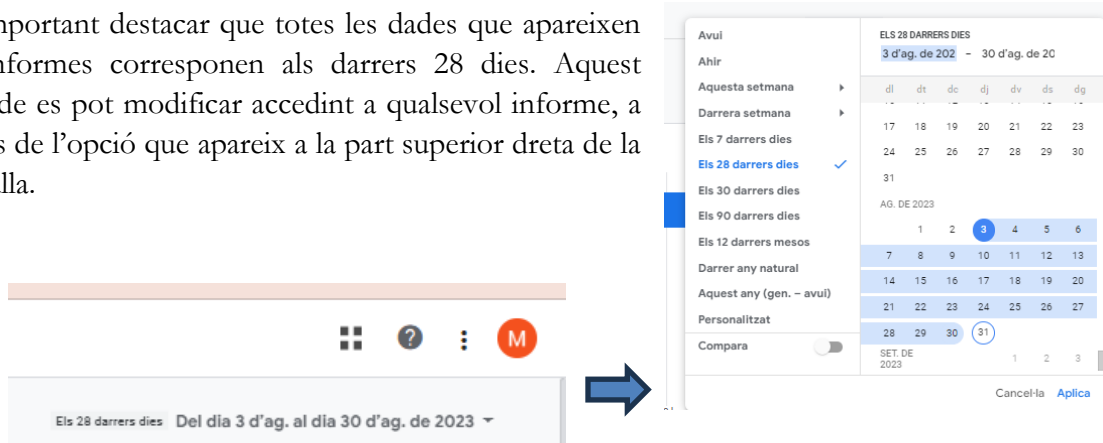 mportant destacar que totes les dades que apareixen
nformes corresponen als darrers 28 dies. Aquest
de es pot modificar accedint a qualsevol informe, a
s de l’opció que apareix a la part superior dreta de la
lla.
Els 28 darrers dies Del dia 3 d’ag. al dia 30 d’ag. de 2023
M
Avui
Ahir
Aquesta setmana
Darrera setmana
Els 7 darrers dies
Els 28 darrers dies
Els 30 darrers dies
Els 90 darrers dies
Els 12 darrers mesos
Darrer any natural
Aquest any (gen. – avui)
Personalitzat
Compara
ELS 28 DARRERS DIES
3 d’ag. de 202 – 30 d’ag. de 20
dl dt dc dj dv ds dg
17 18 19 20 21 22 23
24 25 26 27 28 29 30
31
AG. DE 2023
1 2 3 4 5 6
7 8 9 10 11 12 13
14 15 16 17 18 19 20
21 22 23 24 25 26 27
28 29 30 31
SET. DE
2023
1 2 3
Cancel·la Aplica